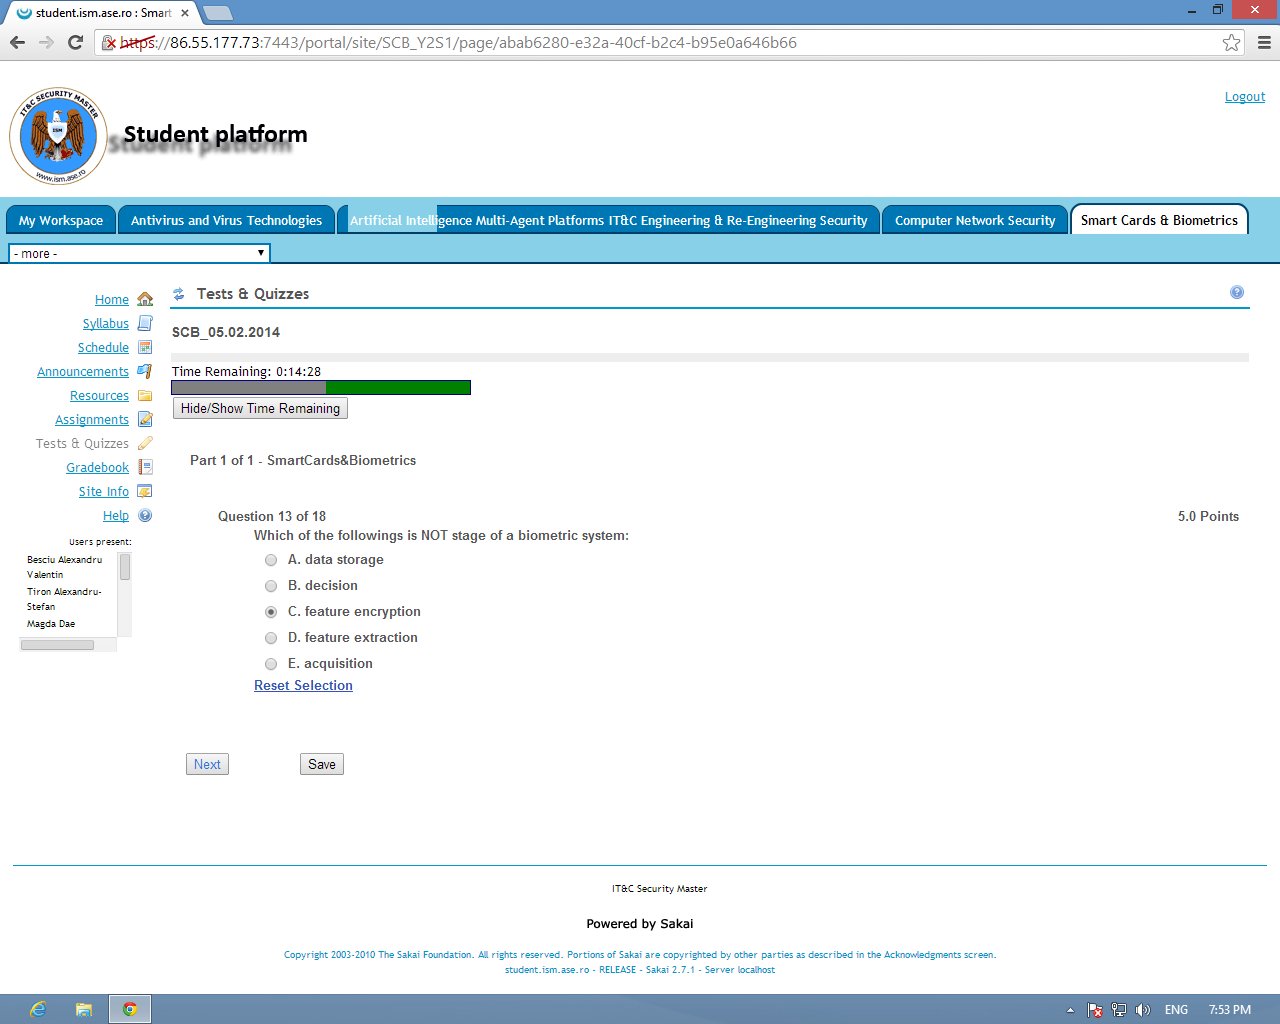 student.ism.ase.ro : Smart
https://86.55.177.73:7443/portal/site/SCB_Y2S1/page/abab6280-e32a-40cf-b2c4-b95e0a646b66
IT&C SECURITY MASTER
ISM
www.ism.ase.ro
Student platform
Logout
My Workspace
Antivirus and Virus Technologies
Artificial Intelligence Multi-Agent Platforms IT&C Engineering & Re-Engineering Security
Computer Network Security
Smart Cards & Biometrics
- more -
Home
Syllabus
Schedule
Announcements
Resources
Assignments
Tests & Quizzes
Gradebook
Site Info
Help
Users present:
Besciu Alexandru
Valentin
Tiron Alexandru-
Stefan
Magda Dae
Tests & Quizzes
SCB_05.02.2014
Time Remaining: 0:14:28
Hide/Show Time Remaining
Part 1 of 1 - SmartCards&Biometrics
Question 13 of 18
5.0 Points
Which of the followings is NOT stage of a biometric system:
A. data storage
B. decision
C. feature encryption
D. feature extraction
E. acquisition
Reset Selection
Next
Save
IT&C Security Master
Powered by Sakai
Copyright 2003-2010 The Sakai Foundation. All rights reserved. Portions of Sakai are copyrighted by other parties as described in the Acknowledgments screen.
student.ism.ase.ro - RELEASE - Sakai 2.7.1 - Server localhost
ENG
7:53 PM